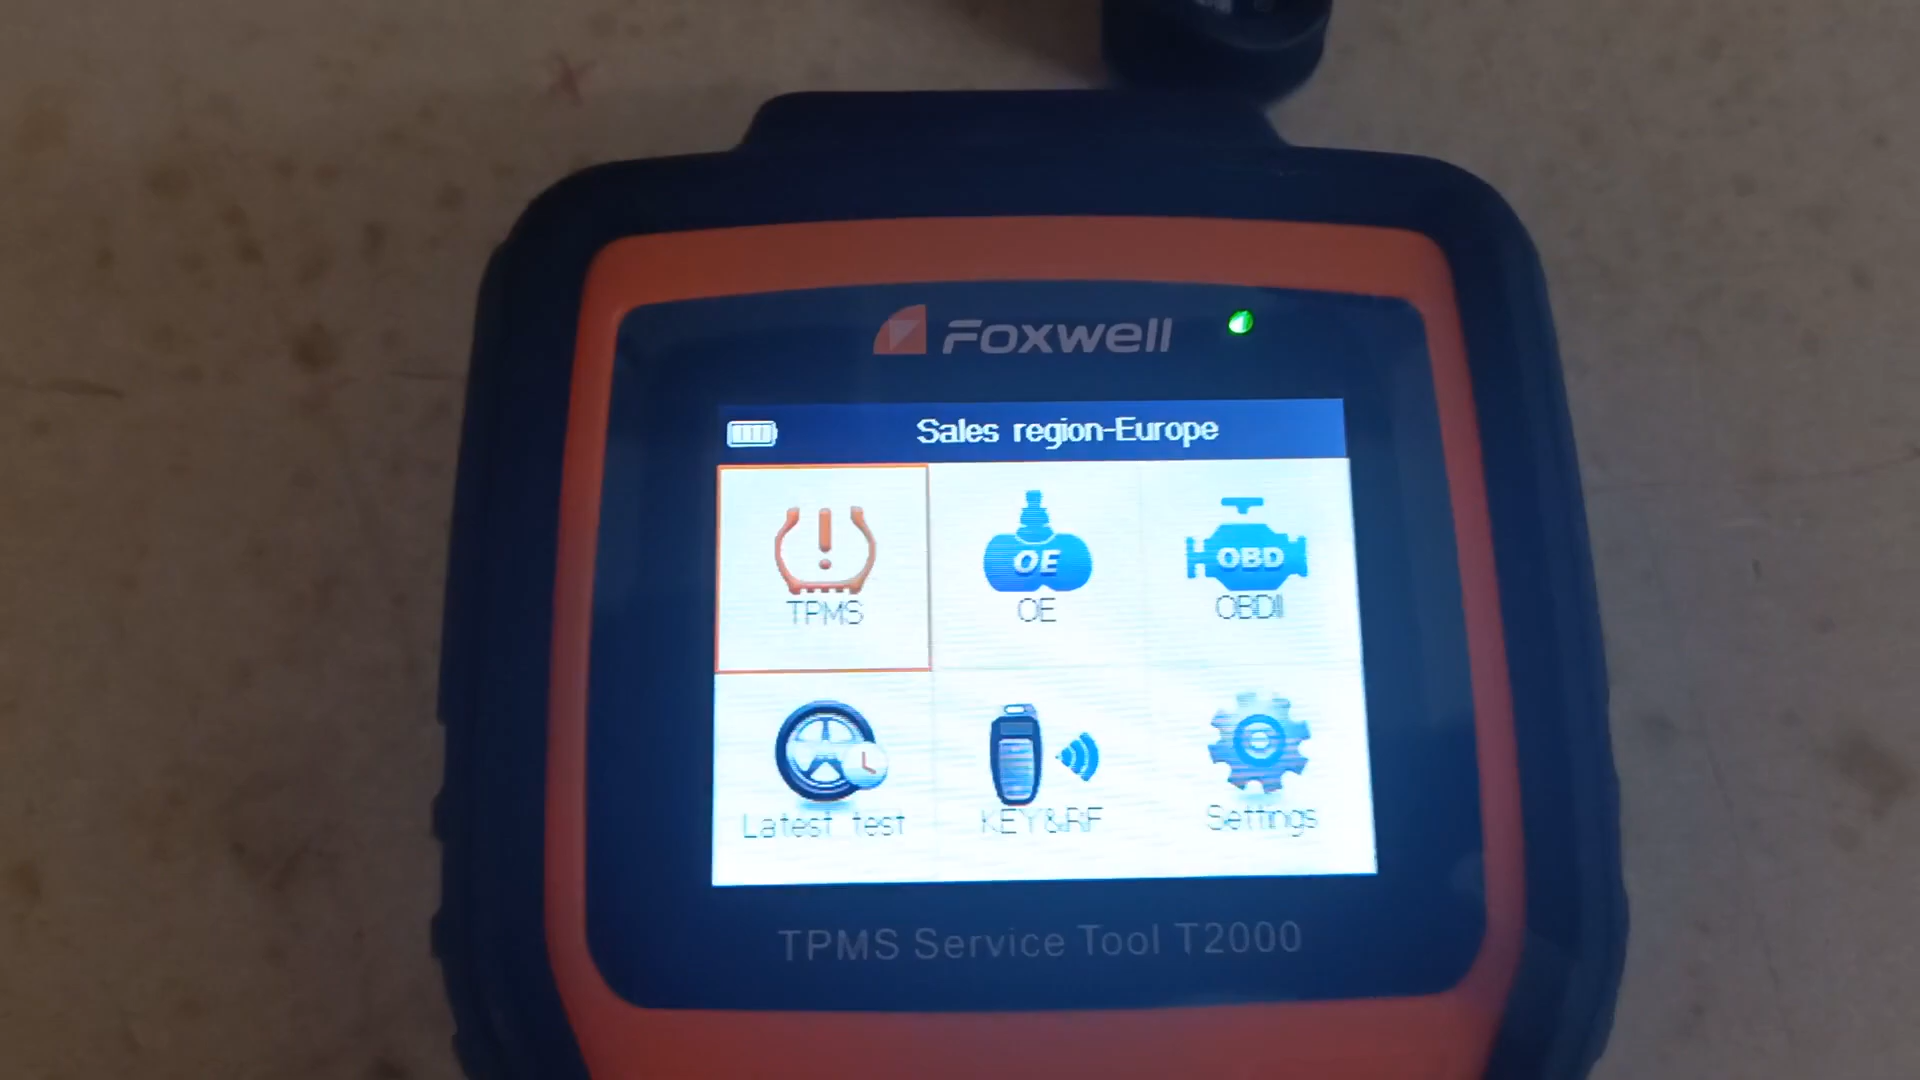 Foxwell
Sales region-Europe
TPMS
OE
OE
OBD
OBDII
Latest test
KEY&RF
Settings
TPMS Service Tool T2000